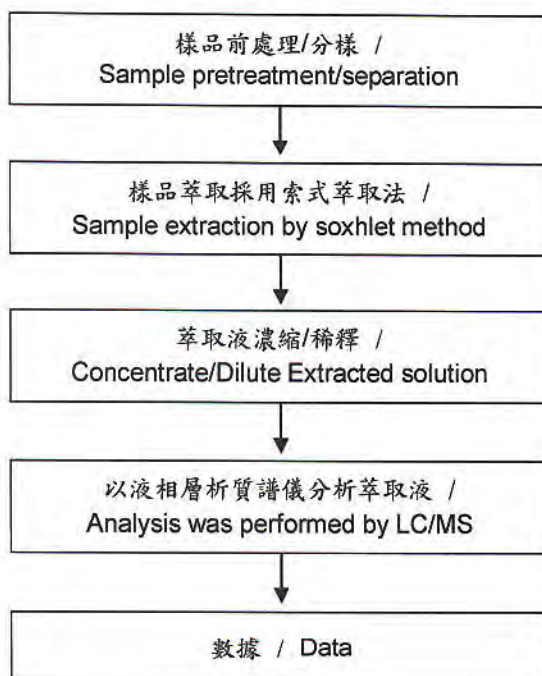 樣品前處理/分樣 /
Sample pretreatment/separation
樣品萃取採用索式萃取法 /
Sample extraction by soxhlet method
萃取液濃縮/稀釋 /
Concentrate/Dilute Extracted solution
以液相層析質譜儀分析萃取液 /
Analysis was performed by LC/MS
數據 / Data